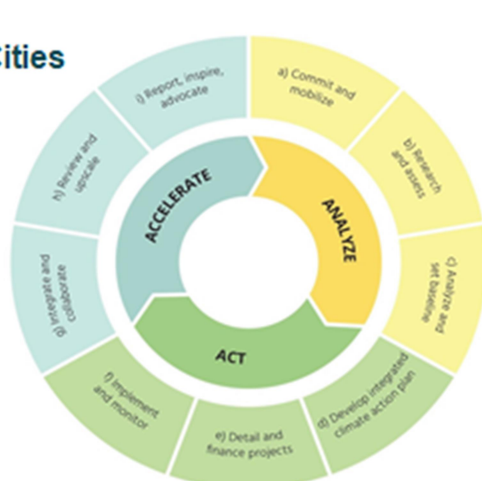 ities
a) Commit and
mobilize
b) Research
and assess
c) Analyze and
set baseline
d) Develop integrated
climate action plan
e) Detail and
finance projects
f) Implement
and monitor
g) Integrate and
collaborate
h) Review and
upscale
i) Report, inspire,
advocate
ANALYZE
ACT
ACCELERATE